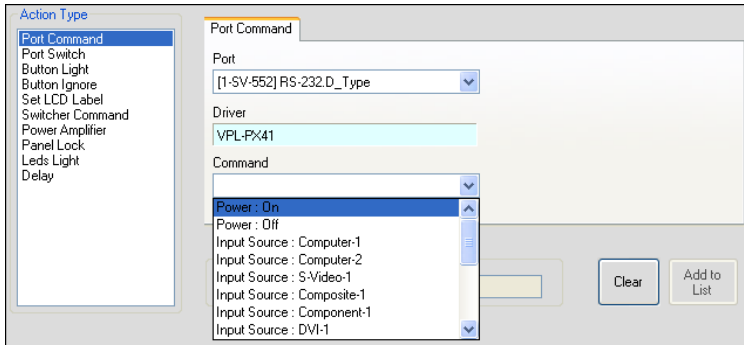 Action Type
Port Command
Port Switch
Button Light
Button Ignore
Set LCD Label
Switcher Command
Power Amplifier
Panel Lock
Leds Light
Delay
Port Command
Port
[1-SV-552] RS-232.D_Type
Driver
VPL-PX41
Command
Power : On
Power : Off
Input Source : Computer-1
Input Source : Computer-2
Input Source : S-Video-1
Input Source : Composite-1
Input Source : Component-1
Input Source : DVI-1
Clear
Add to
List